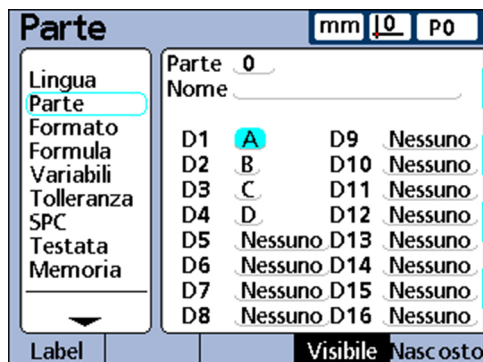 Parte mm 0 P0
Lingua
Parte
Formato
Formula
Variabili
Tolleranza
SPC
Testata
Memoria
Parte 0
Nome
D1 A D9 Nessuno
D2 B D10 Nessuno
D3 C D11 Nessuno
D4 D D12 Nessuno
D5 Nessuno D13 Nessuno
D6 Nessuno D14 Nessuno
D7 Nessuno D15 Nessuno
D8 Nessuno D16 Nessuno
Label Visibile Nascosto